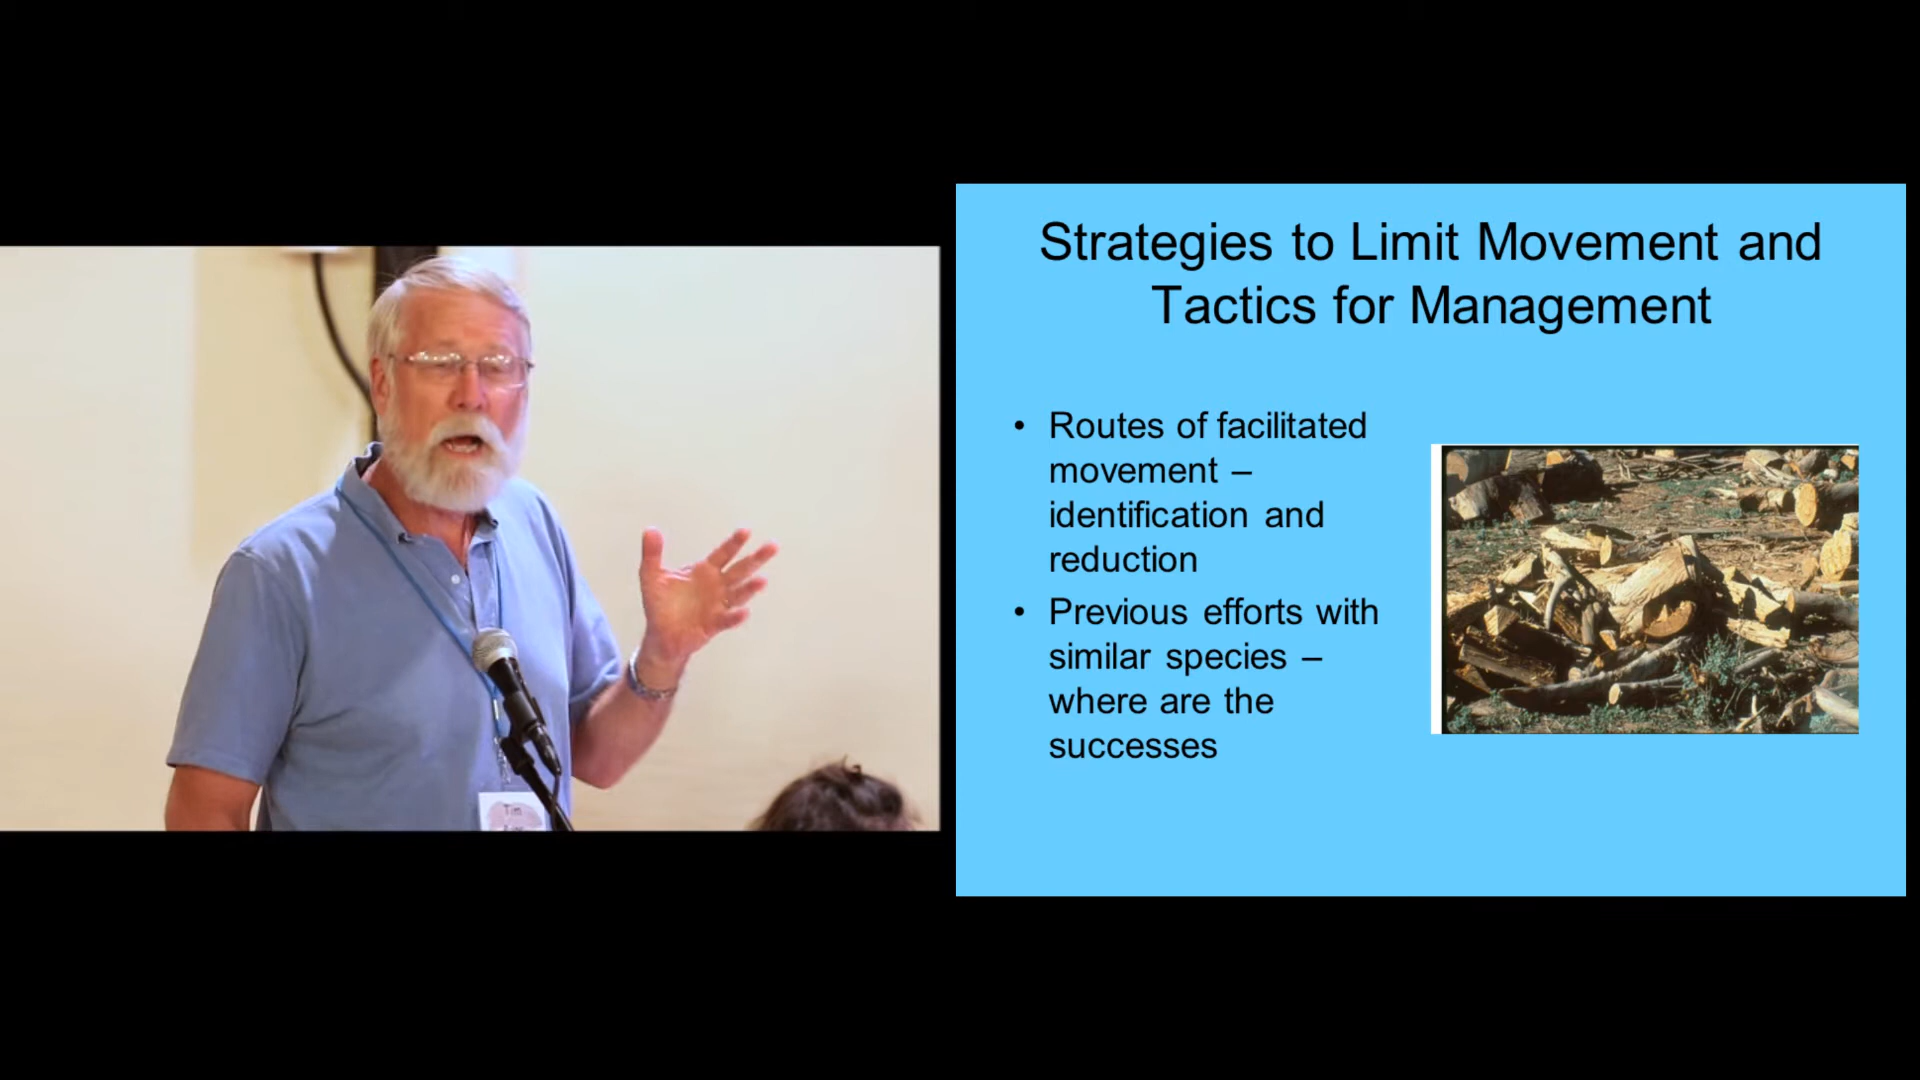 Strategies to Limit Movement and
Tactics for Management
• Routes of facilitated
movement –
identification and
reduction
• Previous efforts with
similar species –
where are the
successes
Tim